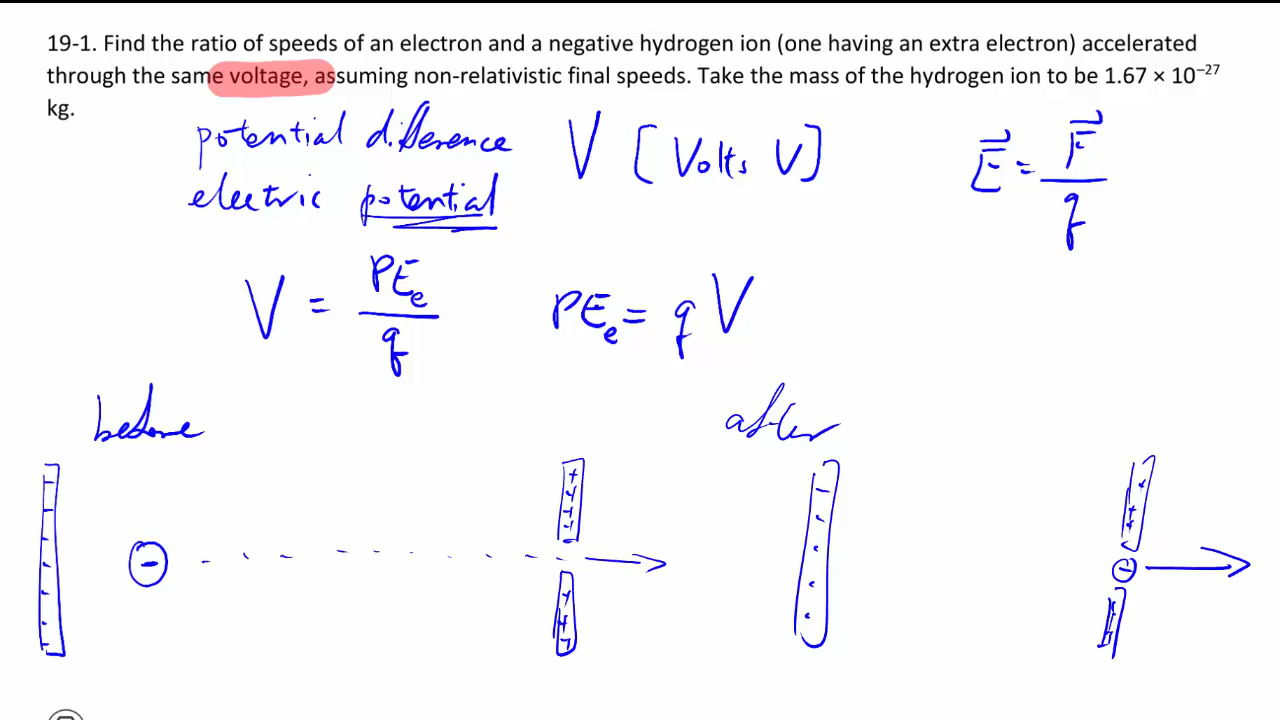 19-1. Find the ratio of speeds of an electron and a negative hydrogen ion (one having an extra electron) accelerated
through the same voltage, assuming non-relativistic final speeds. Take the mass of the hydrogen ion to be 1.67 × 10⁻²⁷
kg.
potential difference V [Volts V] E⃗ = F⃗/q
electric potential
V = PEₑ/q PEₑ = q V
before after